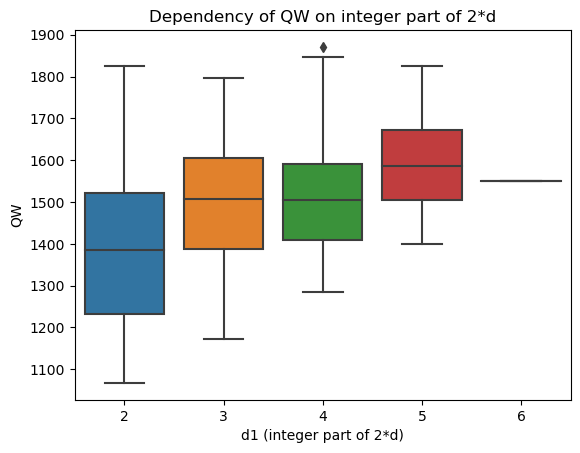 Dependency of QW on integer part of 2*d
1900
1800
1700
1600
1500
1400
1300
1200
1100
QW
2 3 4 5 6
d1 (integer part of 2*d)